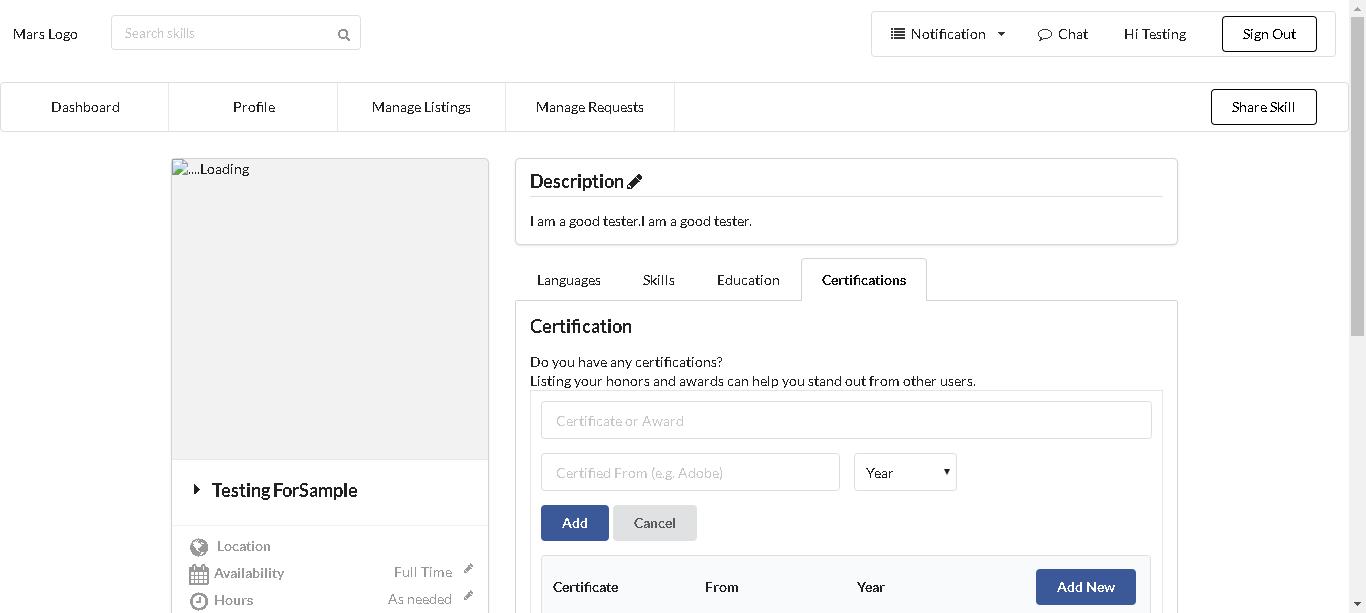 Mars Logo
Search skills
Notification
Chat
Hi Testing
Sign Out
Dashboard
Profile
Manage Listings
Manage Requests
Share Skill
....Loading
Testing ForSample
Location
Availability
Full Time
Hours
As needed
Description
I am a good tester.I am a good tester.
Languages
Skills
Education
Certifications
Certification
Do you have any certifications?
Listing your honors and awards can help you stand out from other users.
Certificate or Award
Certified From (e.g. Adobe)
Year
Add
Cancel
Certificate
From
Year
Add New